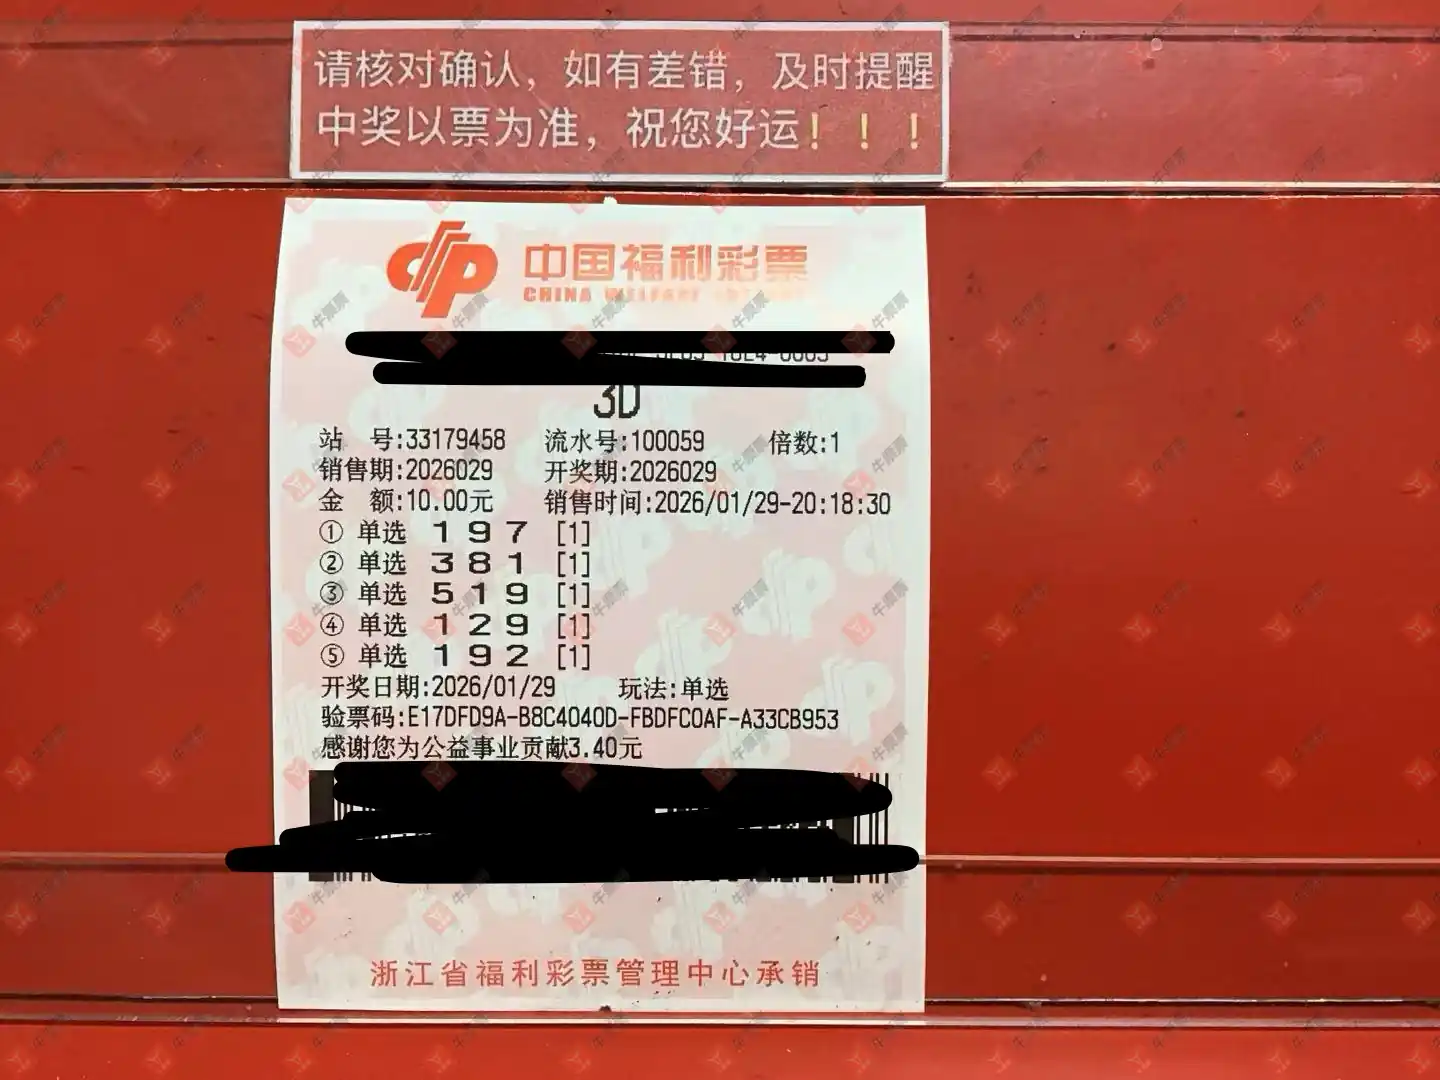 请核对确认，如有差错，及时提醒
中奖以票为准，祝您好运！！！
中国福利彩票
CHINA WELFARE
3D
站 号:33179458 流水号:100059 倍数:1
销售期:2026029 开奖期:2026029
金 额:10.00元 销售时间:2026/01/29-20:18:30
① 单选 1 9 7 [1]
② 单选 3 8 1 [1]
③ 单选 5 1 9 [1]
④ 单选 1 2 9 [1]
⑤ 单选 1 9 2 [1]
开奖日期:2026/01/29 玩法:单选
验票码:E17DFD9A-B8C4040D-FBDFC0AF-A33CB953
感谢您为公益事业贡献3.40元
浙江省福利彩票管理中心承销
牛票票